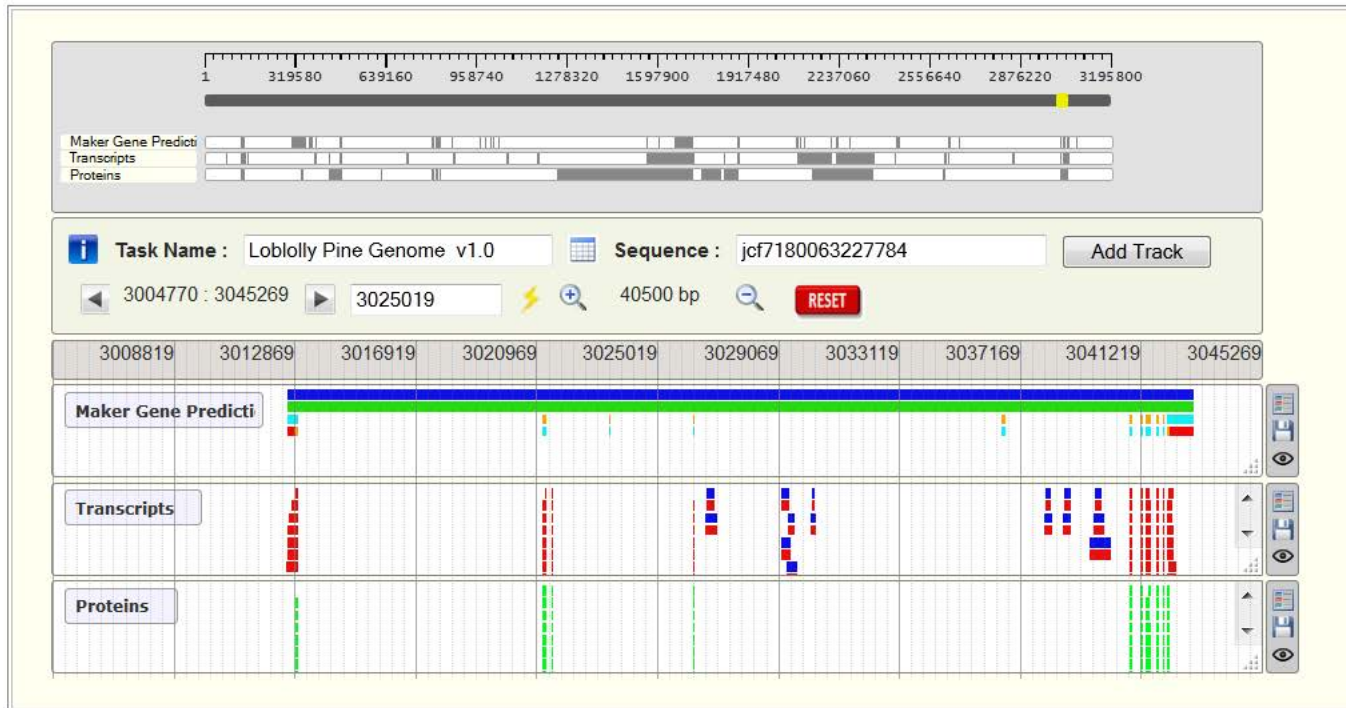 1 319580 639160 958740 1278320 1597900 1917480 2237060 2556640 2876220 3195800
Maker Gene Predicti
Transcripts
Proteins
i Task Name : Loblolly Pine Genome v1.0 Sequence : jcf7180063227784 Add Track
3004770 : 3045269 3025019 40500 bp RESET
3008819 3012869 3016919 3020969 3025019 3029069 3033119 3037169 3041219 3045269
Maker Gene Predicti
Transcripts
Proteins